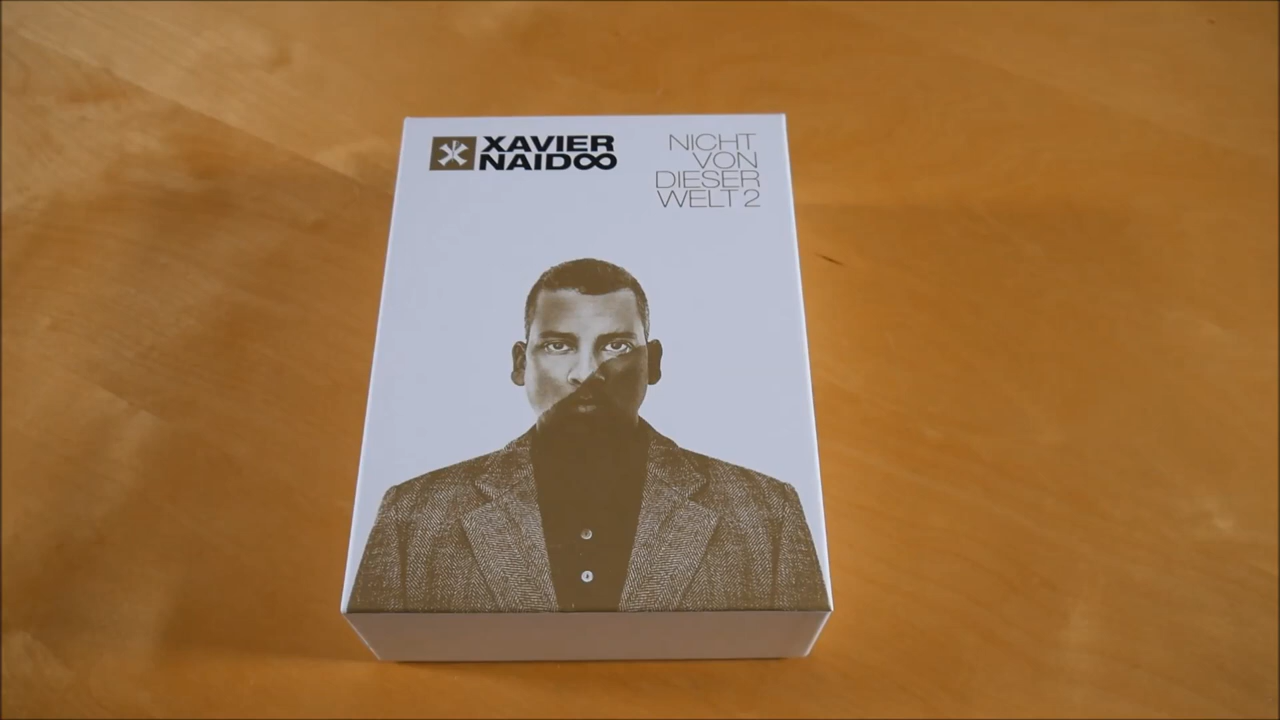 XAVIER
NAIDOO
NICHT
VON
DIESER
WELT 2